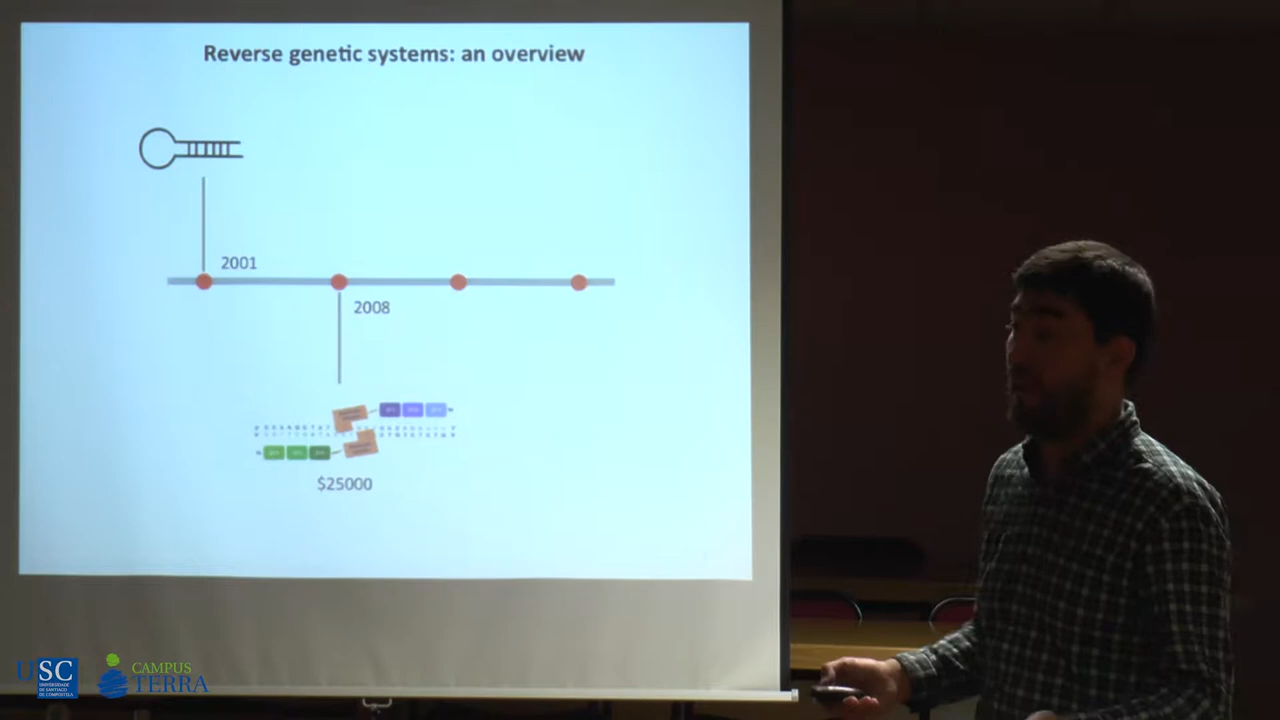 Reverse genetic systems: an overview
2001
2008
$25000
USC
UNIVERSIDADE
DE SANTIAGO
DE COMPOSTELA
CAMPUS
TERRA